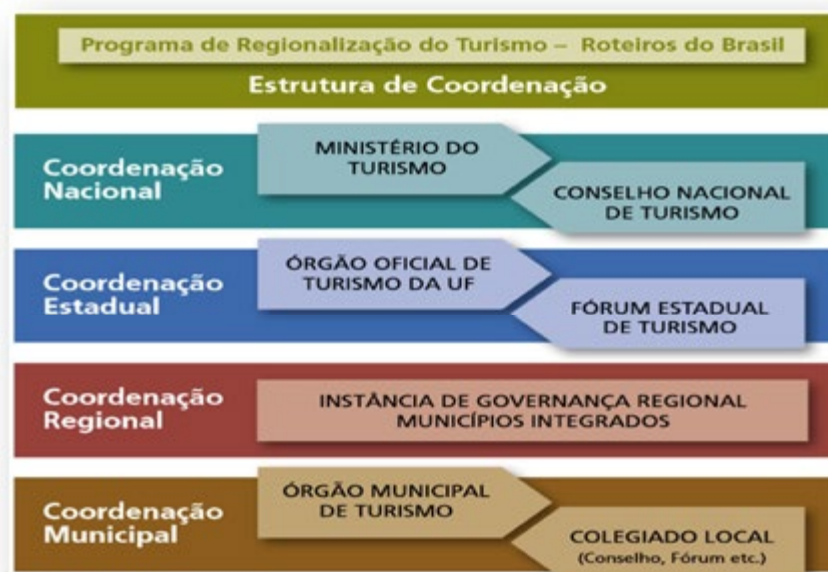 Programa de Regionalização do Turismo – Roteiros do Brasil
Estrutura de Coordenação
Coordenação
Nacional
MINISTÉRIO DO
TURISMO
CONSELHO NACIONAL
DE TURISMO
Coordenação
Estadual
ÓRGÃO OFICIAL DE
TURISMO DA UF
FÓRUM ESTADUAL
DE TURISMO
Coordenação
Regional
INSTÂNCIA DE GOVERNANÇA REGIONAL
MUNICÍPIOS INTEGRADOS
Coordenação
Municipal
ÓRGÃO MUNICIPAL
DE TURISMO
COLEGIADO LOCAL
(Conselho, Fórum etc.)